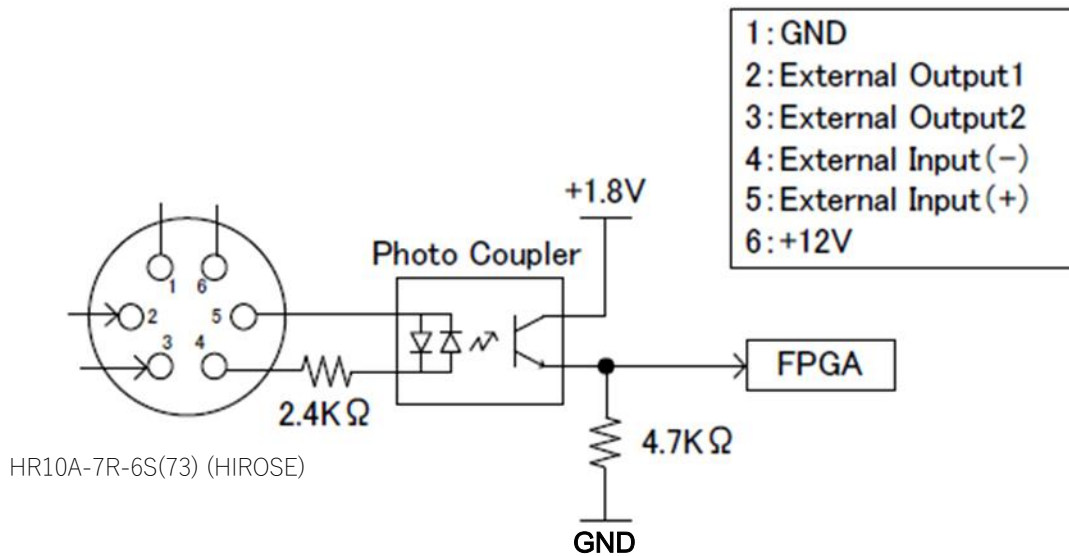 1:GND
2:External Output1
3:External Output2
4:External Input(-)
5:External Input(+)
6:+12V
+1.8V
Photo Coupler
1 6
2 5
3 4
2.4KΩ
FPGA
4.7KΩ
HR10A-7R-6S(73) (HIROSE)
GND